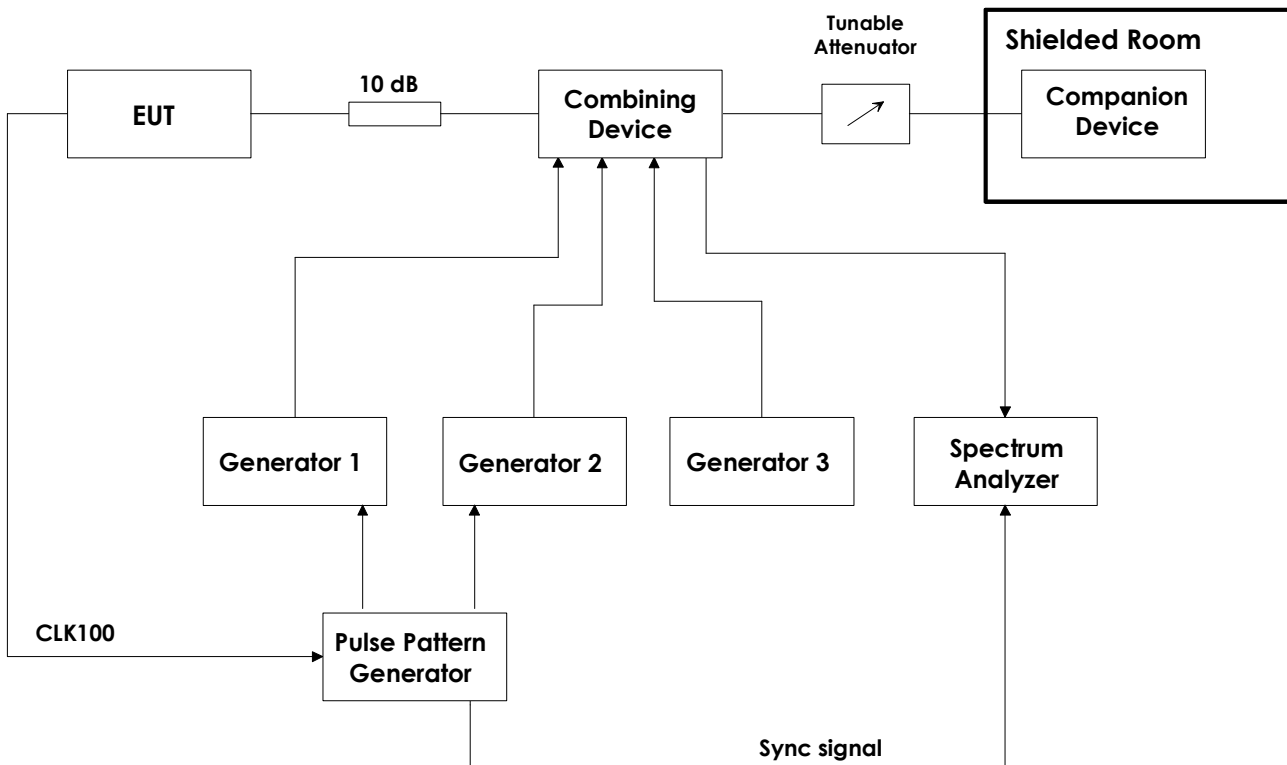 Tunable
Attenuator
Shielded Room
EUT
10 dB
Combining
Device
Companion
Device
Generator 1
Generator 2
Generator 3
Spectrum
Analyzer
CLK100
Pulse Pattern
Generator
Sync signal